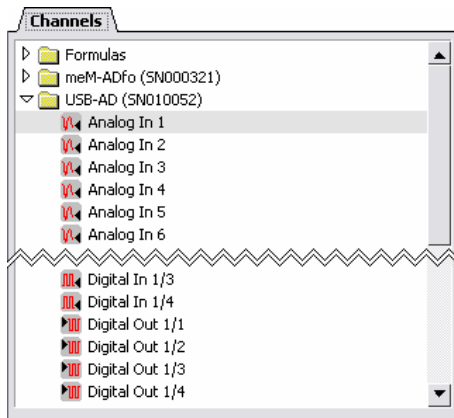 Channels
Formulas
meM-ADfo (SN000321)
USB-AD (SN010052)
Analog In 1
Analog In 2
Analog In 3
Analog In 4
Analog In 5
Analog In 6
Digital In 1/3
Digital In 1/4
Digital Out 1/1
Digital Out 1/2
Digital Out 1/3
Digital Out 1/4